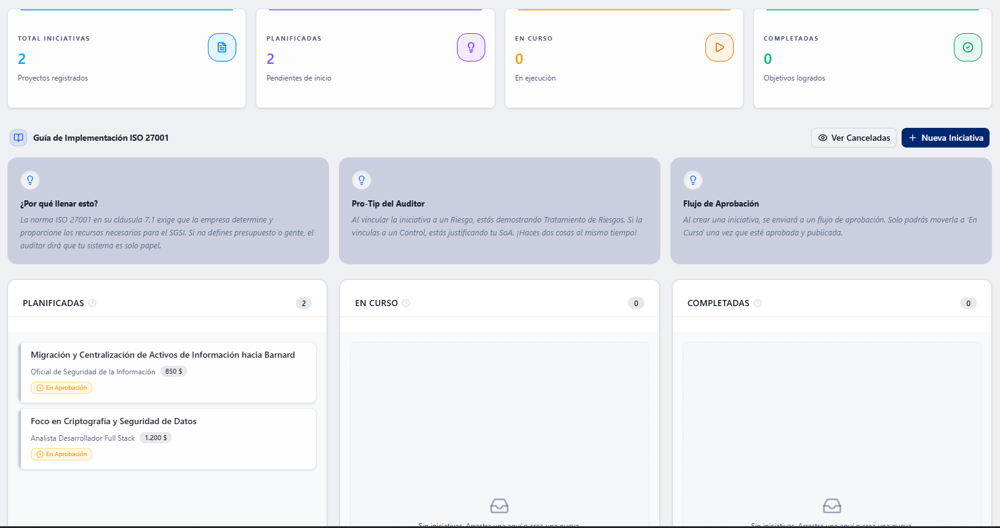 TOTAL INICIATIVAS
2
Proyectos registrados
PLANIFICADAS
2
Pendientes de inicio
EN CURSO
0
En ejecución
COMPLETADAS
0
Objetivos logrados
Guía de Implementación ISO 27001
Ver Canceladas
+ Nueva Iniciativa
¿Por qué llenar esto?
La norma ISO 27001 en su cláusula 7.1 exige que la empresa determine y
proporcione los recursos necesarios para el SGSI. Si no defines presupuesto o gente, el
auditor dirá que tu sistema es solo papel.
Pro-Tip del Auditor
Al vincular la iniciativa a un Riesgo, estás demostrando Tratamiento de Riesgos. Si la
vinculas a un Control, estás justificando tu SoA. ¡Haces dos cosas al mismo tiempo!
Flujo de Aprobación
Al crear una iniciativa, se enviará a un flujo de aprobación. Solo podrás moverla a 'En
Curso' una vez que esté aprobada y publicada.
PLANIFICADAS ? 2
Migración y Centralización de Activos de Información hacia Barnard
Oficial de Seguridad de la Información 850 $
En Aprobación
Foco en Criptografía y Seguridad de Datos
Analista Desarrollador Full Stack 1.200 $
En Aprobación
EN CURSO ? 0
Sin iniciativas. Arrastra una aquí o crea una nueva.
COMPLETADAS ? 0
Sin iniciativas. Arrastra una aquí o crea una nueva.